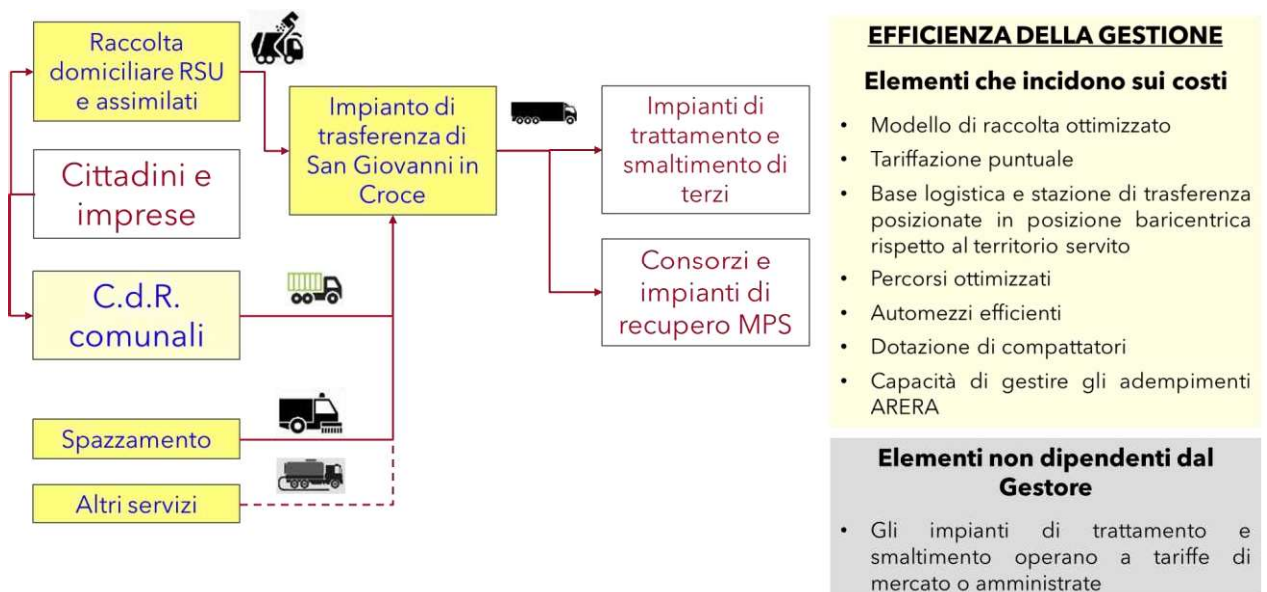 Raccolta
domiciliare RSU
e assimilati
Cittadini e
imprese
C.d.R.
comunali
Spazzamento
Altri servizi
Impianto di
trasferenza di
San Giovanni in
Croce
Impianti di
trattamento e
smaltimento di
terzi
Consorzi e
impianti di
recupero MPS
EFFICIENZA DELLA GESTIONE
Elementi che incidono sui costi
• Modello di raccolta ottimizzato
• Tariffazione puntuale
• Base logistica e stazione di trasferenza
posizionate in posizione baricentrica
rispetto al territorio servito
• Percorsi ottimizzati
• Automezzi efficienti
• Dotazione di compattatori
• Capacità di gestire gli adempimenti
ARERA
Elementi non dipendenti dal
Gestore
• Gli impianti di trattamento e
smaltimento operano a tariffe di
mercato o amministrate